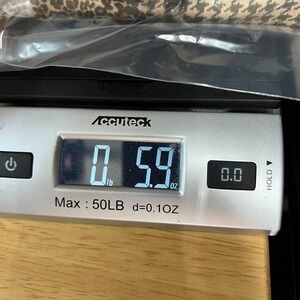 Accuteck
0 lb 5.9 oz
0.0
HOLD ▼
Max : 50LB d=0.1OZ